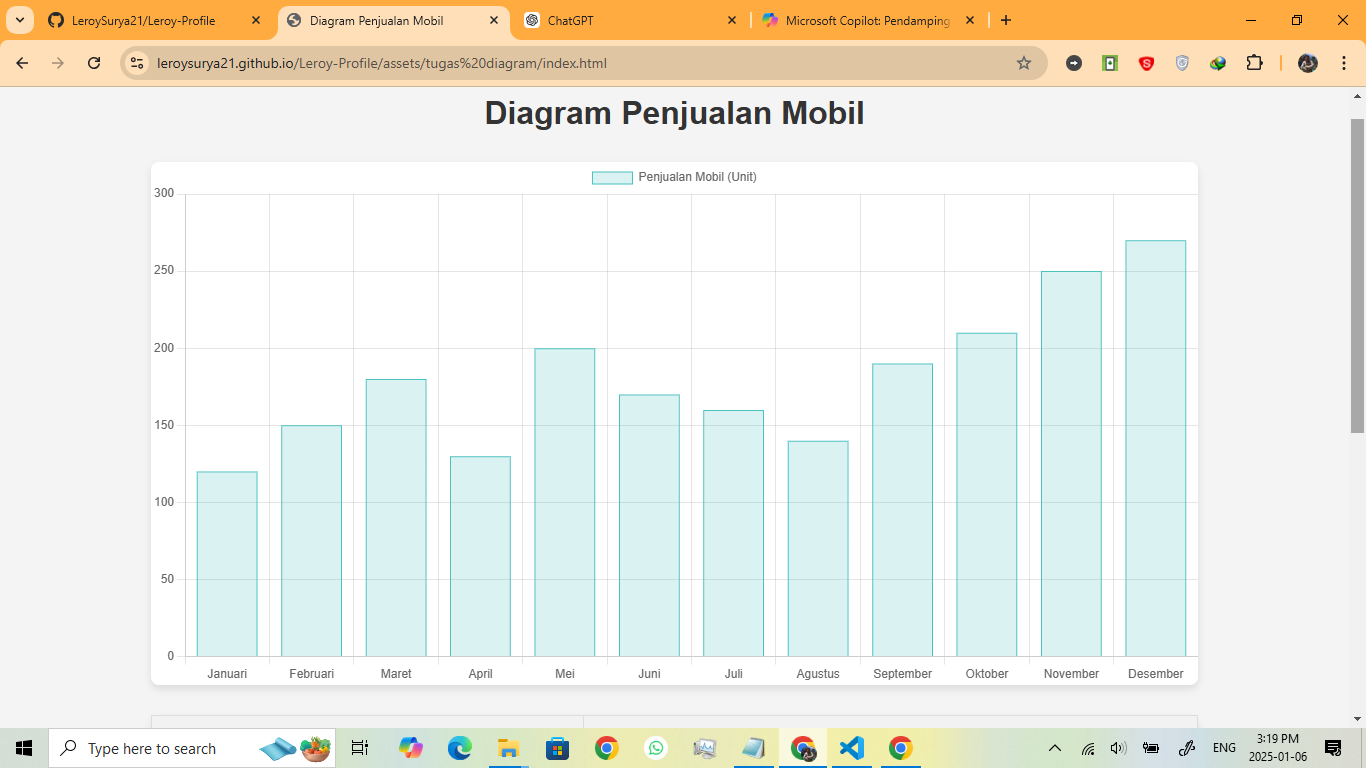 LeroySurya21/Leroy-Profile
Diagram Penjualan Mobil
ChatGPT
Microsoft Copilot: Pendamping
leroysurya21.github.io/Leroy-Profile/assets/tugas%20diagram/index.html
Diagram Penjualan Mobil
Penjualan Mobil (Unit)
300
250
200
150
100
50
0
Januari Februari Maret April Mei Juni Juli Agustus September Oktober November Desember
Type here to search
ENG
3:19 PM
2025-01-06